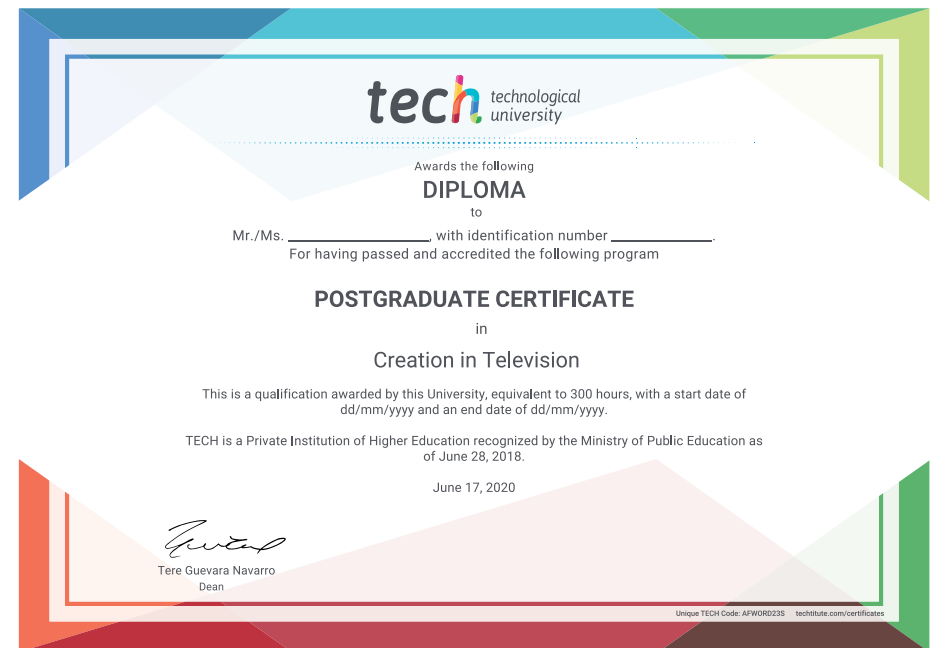 tech technological
university
Awards the following
DIPLOMA
to
Mr./Ms. ____________________, with identification number ______________.
For having passed and accredited the following program
POSTGRADUATE CERTIFICATE
in
Creation in Television
This is a qualification awarded by this University, equivalent to 300 hours, with a start date of
dd/mm/yyyy and an end date of dd/mm/yyyy.
TECH is a Private Institution of Higher Education recognized by the Ministry of Public Education as
of June 28, 2018.
June 17, 2020
Tere Guevara Navarro
Dean
Unique TECH Code: AFWORD23S techtitute.com/certificates